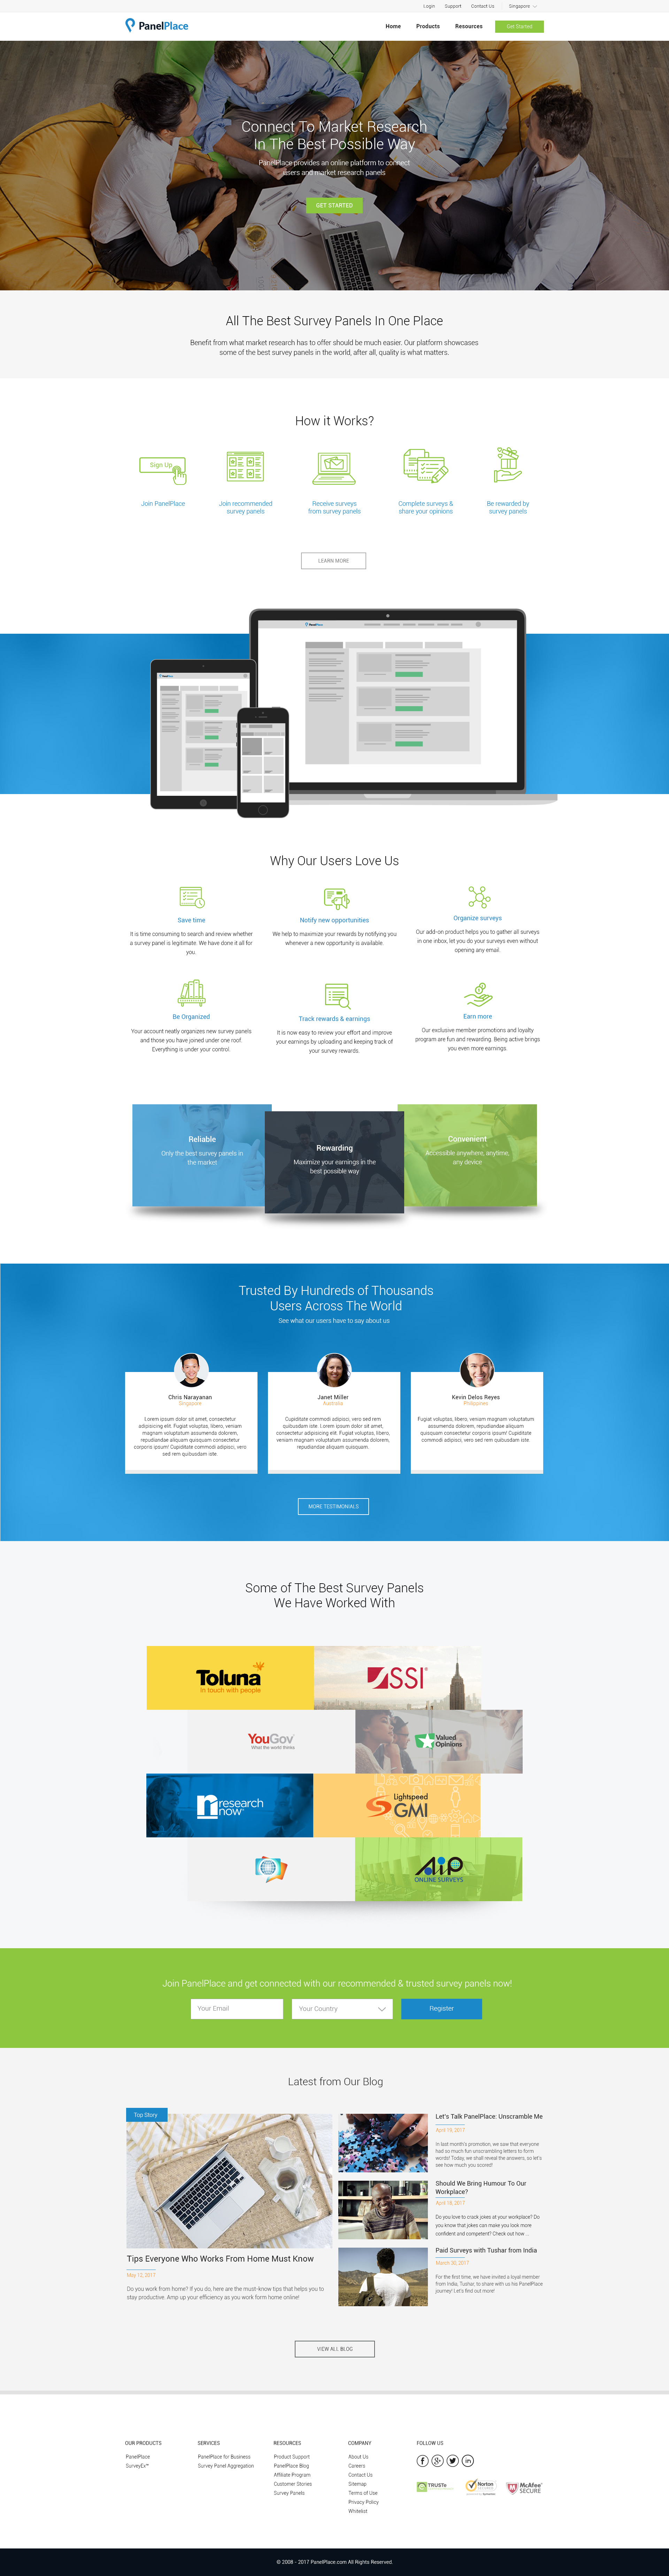 Login Support Contact Us Singapore
PanelPlace Home Products Resources Get Started
Connect To Market Research
In The Best Possible Way
PanelPlace provides an online platform to connect
users and market research panels
GET STARTED
All The Best Survey Panels In One Place
Benefit from what market research has to offer should be much easier. Our platform showcases
some of the best survey panels in the world, after all, quality is what matters.
How it Works?
Sign Up
Join PanelPlace
Join recommended
survey panels
Receive surveys
from survey panels
Complete surveys &
share your opinions
Be rewarded by
survey panels
LEARN MORE
PanelPlace
PanelPlace
Why Our Users Love Us
Save time
It is time consuming to search and review whether
a survey panel is legitimate. We have done it all for
you.
Notify new opportunities
We help to maximize your rewards by notifying you
whenever a new opportunity is available.
Organize surveys
Our add-on product helps you to gather all surveys
in one inbox, let you do your surveys even without
opening any email.
Be Organized
Your account neatly organizes new survey panels
and those you have joined under one roof.
Everything is under your control.
Track rewards & earnings
It is now easy to review your effort and improve
your earnings by uploading and keeping track of
your survey rewards.
Earn more
Our exclusive member promotions and loyalty
program are fun and rewarding. Being active brings
you even more earnings.
Reliable
Only the best survey panels in
the market
Rewarding
Maximize your earnings in the
best possible way
Convenient
Accessible anywhere, anytime,
any device
Trusted By Hundreds of Thousands
Users Across The World
See what our users have to say about us
Chris Narayanan
Singapore
Lorem ipsum dolor sit amet, consectetur
adipisicing elit. Fugiat voluptas, libero, veniam
magnam voluptatum assumenda dolorem,
repudiandae aliquam quisquam consectetur
corporis ipsum! Cupiditate commodi adipisci, vero
sed rem quibusdam iste.
Janet Miller
Australia
Cupiditate commodi adipisci, vero sed rem
quibusdam iste. Lorem ipsum dolor sit amet,
consectetur adipisicing elit. Fugiat voluptas, libero,
veniam magnam voluptatum assumenda dolorem,
repudiandae aliquam quisquam.
Kevin Delos Reyes
Philippines
Fugiat voluptas, libero, veniam magnam voluptatum
assumenda dolorem, repudiandae aliquam
quisquam consectetur corporis ipsum! Cupiditate
commodi adipisci, vero sed rem quibusdam iste.
MORE TESTIMONIALS
Some of The Best Survey Panels
We Have Worked With
Toluna
In touch with people
SSI
YouGov
What the world thinks
Valued
Opinions
research
now
Lightspeed
GMI
AiP
ONLINE SURVEYS
Join PanelPlace and get connected with our recommended & trusted survey panels now!
Your Email Your Country Register
Latest from Our Blog
Top Story
Tips Everyone Who Works From Home Must Know
May 12, 2017
Do you work from home? If you do, here are the must-know tips that helps you to
stay productive. Amp up your efficiency as you work form home online!
Let's Talk PanelPlace: Unscramble Me
April 19, 2017
In last month's promotion, we saw that everyone
had so much fun unscrambling letters to form
words! Today, we shall reveal the answers, so let's
see how much you scored!
Should We Bring Humour To Our
Workplace?
April 18, 2017
Do you love to crack jokes at your workplace? Do
you know that jokes can make you look more
confident and competent? Check out how ...
Paid Surveys with Tushar from India
March 30, 2017
For the first time, we have invited a loyal member
from India, Tushar, to share with us his PanelPlace
journey! Let's find out more!
VIEW ALL BLOG
OUR PRODUCTS
PanelPlace
SurveyEx™
SERVICES
PanelPlace for Business
Survey Panel Aggregation
RESOURCES
Product Support
PanelPlace Blog
Affiliate Program
Customer Stories
Survey Panels
COMPANY
About Us
Careers
Contact Us
Sitemap
Terms of Use
Privacy Policy
Whitelist
FOLLOW US
TRUSTe
Norton
McAfee
SECURE
© 2008 - 2017 PanelPlace.com All Rights Reserved.